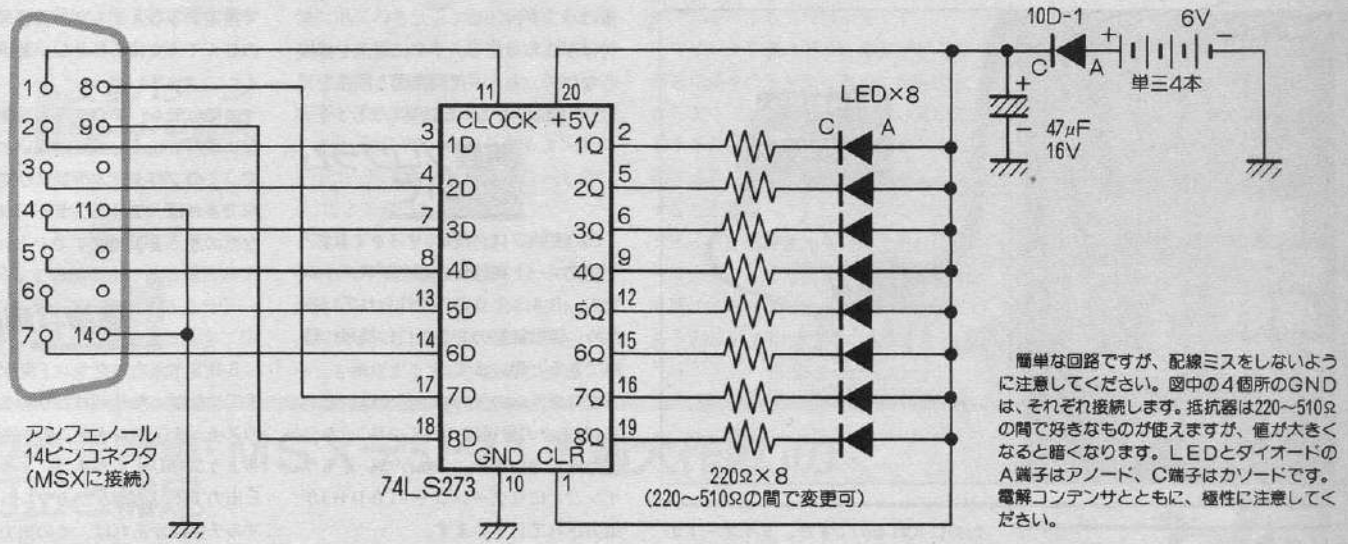 10D-1
6V
+
−
C
A
単三4本
1
8
2
9
3
4
11
5
6
7
14
アンフェノール
14ピンコネクタ
(MSXに接続)
11
20
CLOCK +5V
3
1D
1Q
2
4
2D
2Q
5
7
3D
3Q
6
8
4D
4Q
9
13
5D
5Q
12
14
6D
6Q
15
17
7D
7Q
16
18
8D
8Q
19
GND CLR
74LS273
10
1
LED×8
C
A
220Ω×8
(220〜510Ωの間で変更可)
+
−
47μF
16V
簡単な回路ですが、配線ミスをしないよう
に注意してください。図中の4個所のGND
は、それぞれ接続します。抵抗器は220〜510Ω
の間で好きなものが使えますが、値が大きく
なると暗くなります。LEDとダイオードの
A端子はアノード、C端子はカソードです。
電解コンデンサとともに、極性に注意してく
ださい。